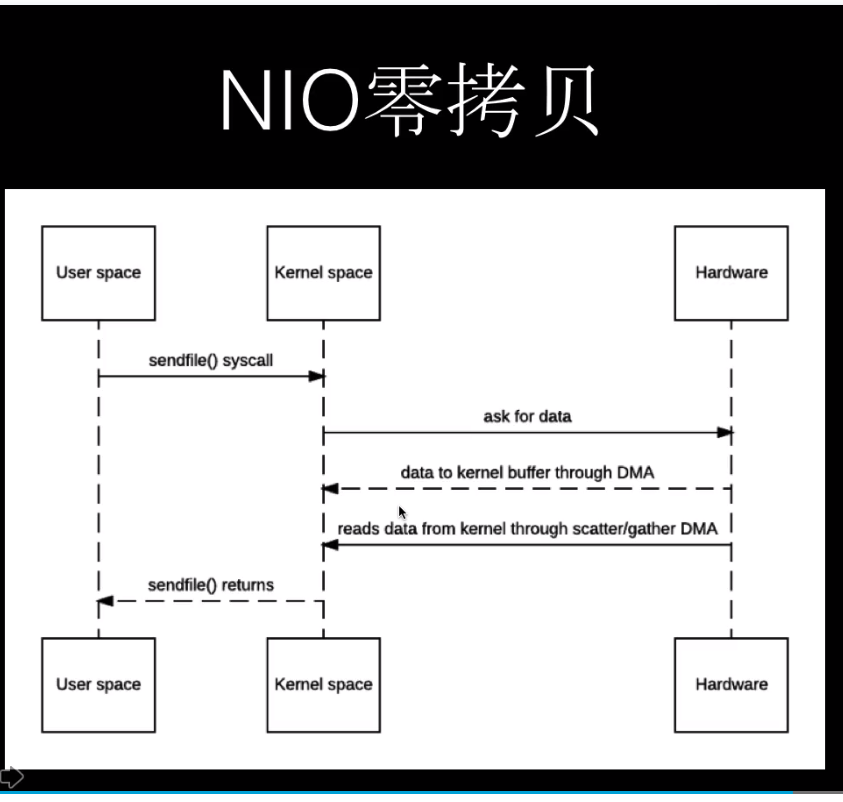 NIO零拷贝
User space
Kernel space
Hardware
sendfile() syscall
ask for data
data to kernel buffer through DMA
reads data from kernel through scatter/gather DMA
sendfile() returns
User space
Kernel space
Hardware